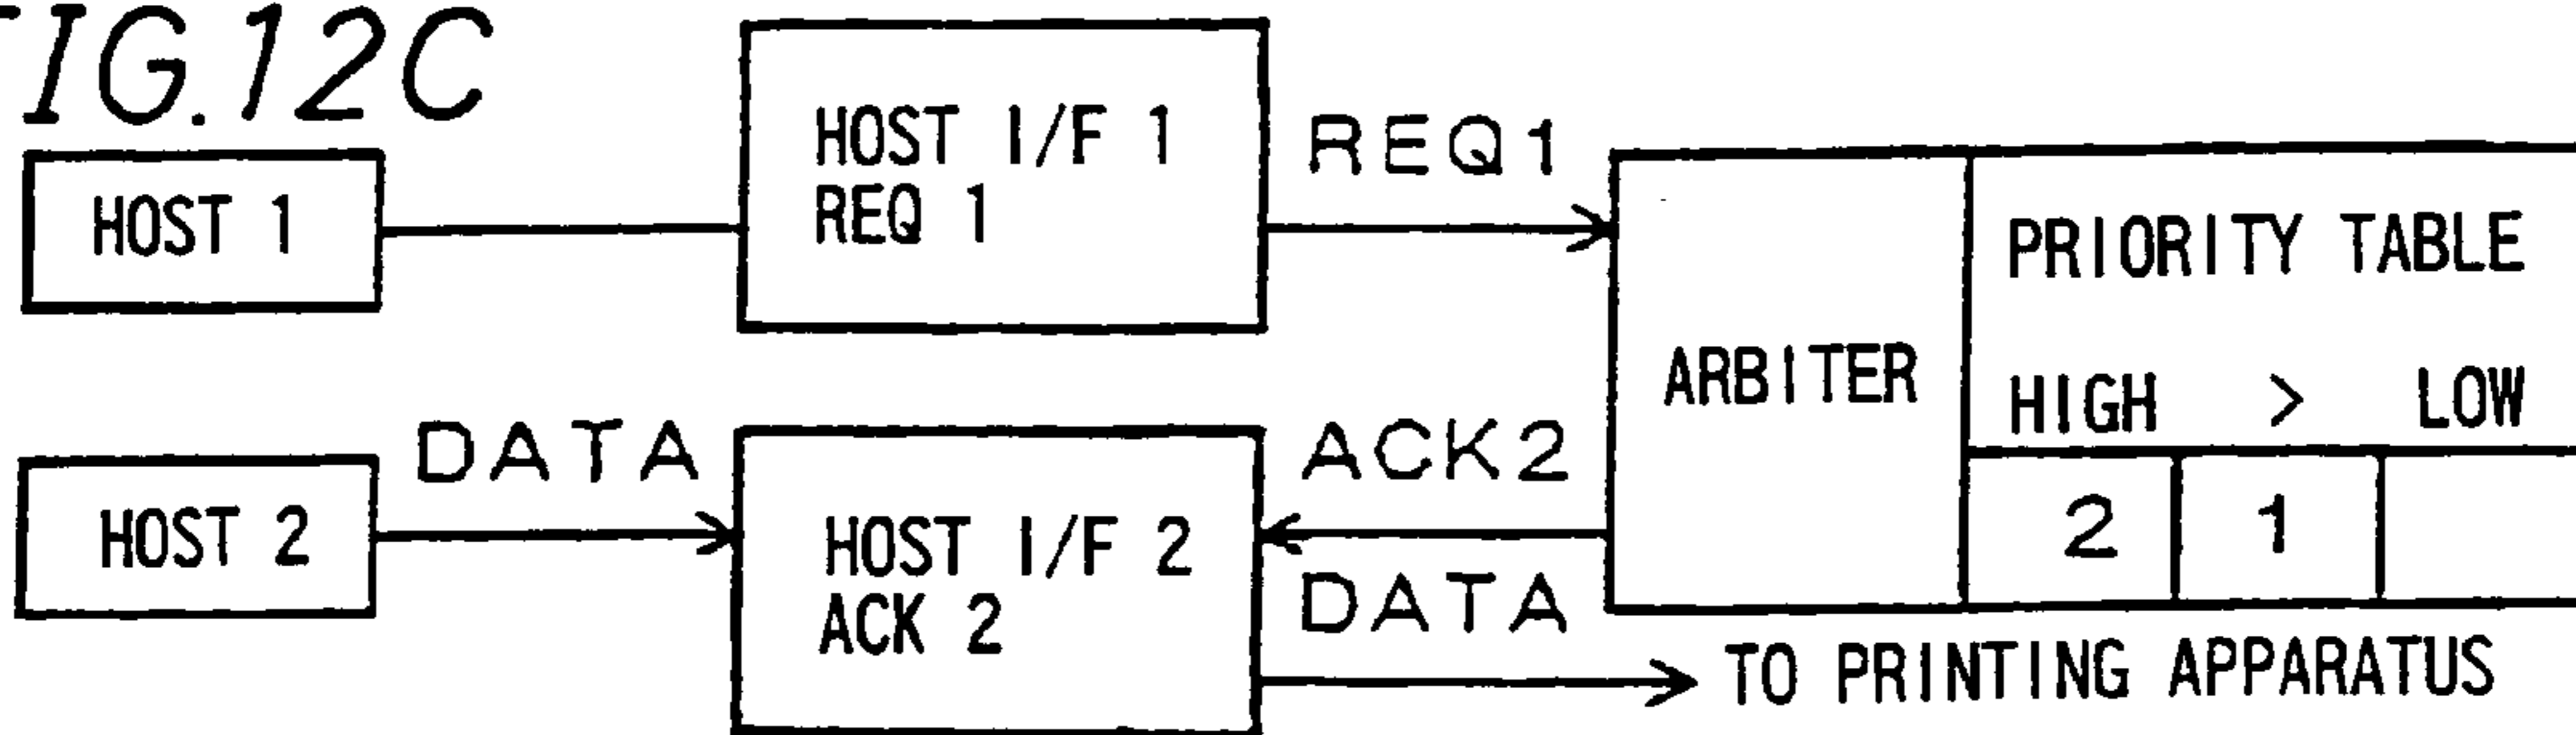 FIG.12C
HOST 1
HOST I/F 1
REQ 1
REQ1
ARBITER
PRIORITY TABLE
HIGH > LOW
2 1
HOST 2
DATA
HOST I/F 2
ACK 2
ACK2
DATA
TO PRINTING APPARATUS